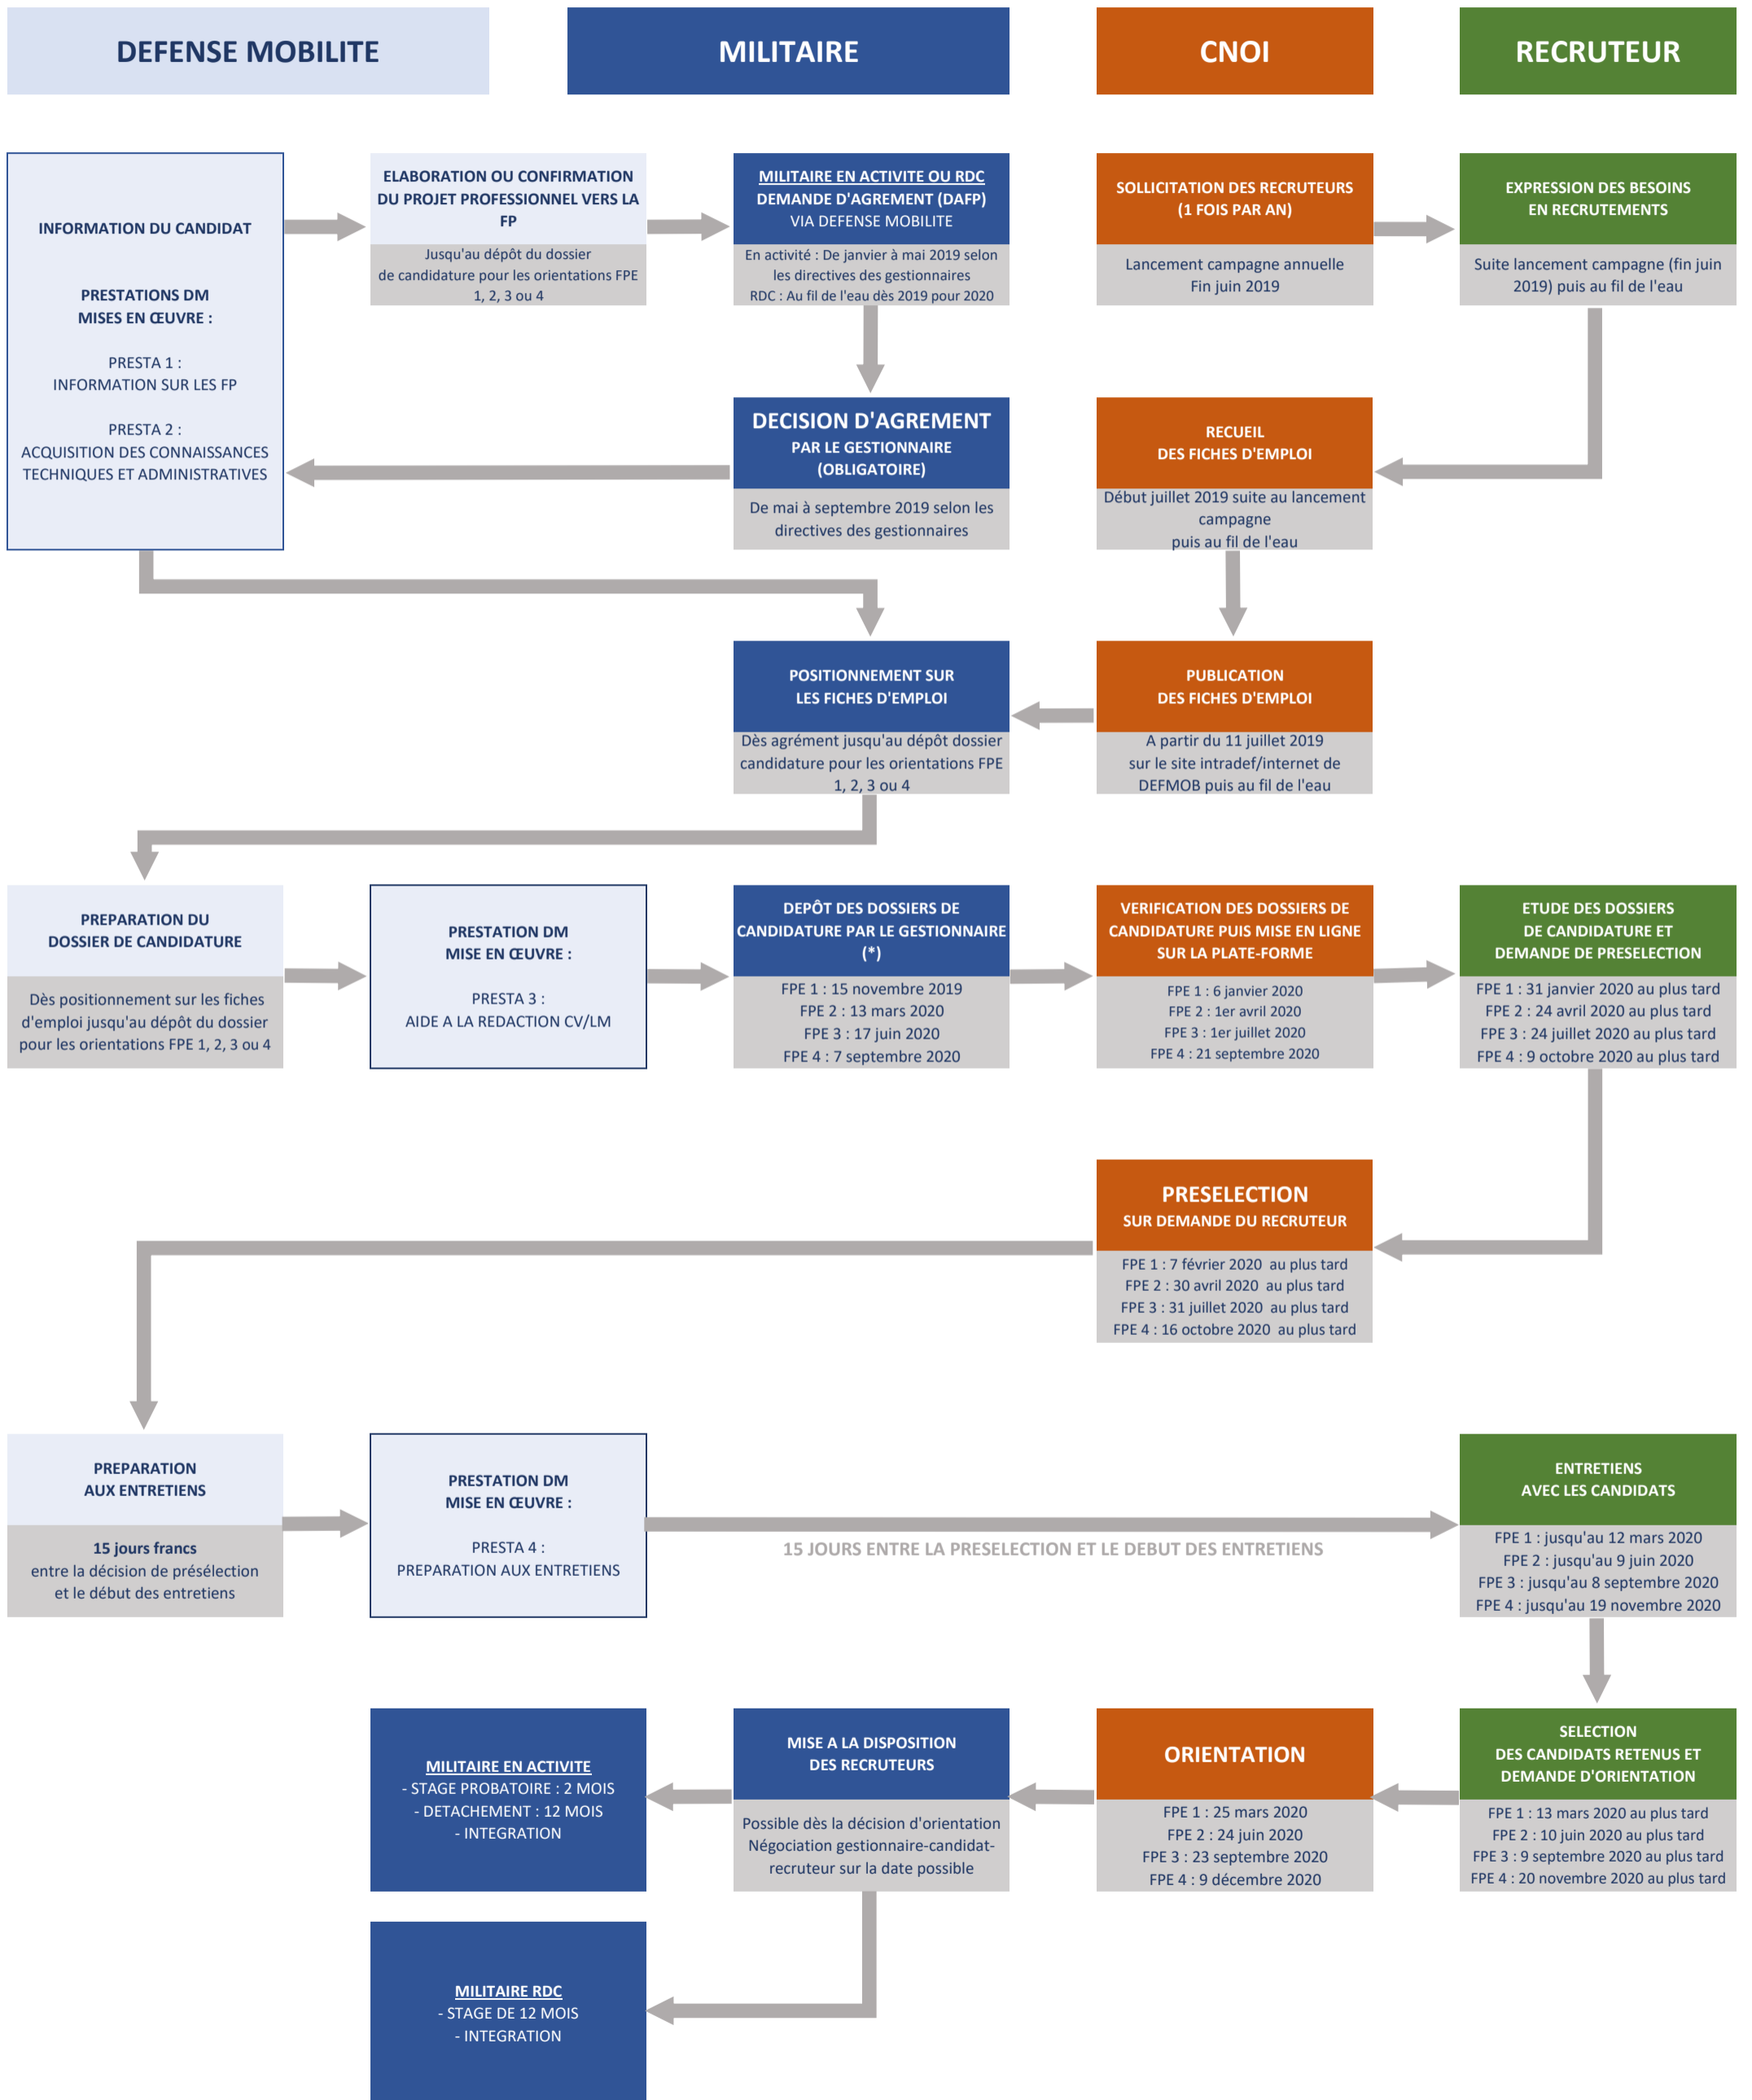 DEFENSE MOBILITE
MILITAIRE
CNOI
RECRUTEUR
INFORMATION DU CANDIDAT
PRESTATIONS DM
MISES EN ŒUVRE :
PRESTA 1 :
INFORMATION SUR LES FP
PRESTA 2 :
ACQUISITION DES CONNAISSANCES
TECHNIQUES ET ADMINISTRATIVES
ELABORATION OU CONFIRMATION
DU PROJET PROFESSIONNEL VERS LA
FP
Jusqu'au dépôt du dossier
de candidature pour les orientations FPE
1, 2, 3 ou 4
MILITAIRE EN ACTIVITE OU RDC
DEMANDE D'AGREMENT (DAFP)
VIA DEFENSE MOBILITE
En activité : De janvier à mai 2019 selon
les directives des gestionnaires
RDC : Au fil de l'eau dès 2019 pour 2020
SOLLICITATION DES RECRUTEURS
(1 FOIS PAR AN)
Lancement campagne annuelle
Fin juin 2019
EXPRESSION DES BESOINS
EN RECRUTEMENTS
Suite lancement campagne (fin juin
2019) puis au fil de l'eau
DECISION D'AGREMENT
PAR LE GESTIONNAIRE
(OBLIGATOIRE)
De mai à septembre 2019 selon les
directives des gestionnaires
RECUEIL
DES FICHES D'EMPLOI
Début juillet 2019 suite au lancement
campagne
puis au fil de l'eau
POSITIONNEMENT SUR
LES FICHES D'EMPLOI
Dès agrément jusqu'au dépôt dossier
candidature pour les orientations FPE
1, 2, 3 ou 4
PUBLICATION
DES FICHES D'EMPLOI
A partir du 11 juillet 2019
sur le site intradef/internet de
DEFMOB puis au fil de l'eau
PREPARATION DU
DOSSIER DE CANDIDATURE
Dès positionnement sur les fiches
d'emploi jusqu'au dépôt du dossier
pour les orientations FPE 1, 2, 3 ou 4
PRESTATION DM
MISE EN ŒUVRE :
PRESTA 3 :
AIDE A LA REDACTION CV/LM
DEPÔT DES DOSSIERS DE
CANDIDATURE PAR LE GESTIONNAIRE
(*)
FPE 1 : 15 novembre 2019
FPE 2 : 13 mars 2020
FPE 3 : 17 juin 2020
FPE 4 : 7 septembre 2020
VERIFICATION DES DOSSIERS DE
CANDIDATURE PUIS MISE EN LIGNE
SUR LA PLATE-FORME
FPE 1 : 6 janvier 2020
FPE 2 : 1er avril 2020
FPE 3 : 1er juillet 2020
FPE 4 : 21 septembre 2020
ETUDE DES DOSSIERS
DE CANDIDATURE ET
DEMANDE DE PRESELECTION
FPE 1 : 31 janvier 2020 au plus tard
FPE 2 : 24 avril 2020 au plus tard
FPE 3 : 24 juillet 2020 au plus tard
FPE 4 : 9 octobre 2020 au plus tard
PRESELECTION
SUR DEMANDE DU RECRUTEUR
FPE 1 : 7 février 2020 au plus tard
FPE 2 : 30 avril 2020 au plus tard
FPE 3 : 31 juillet 2020 au plus tard
FPE 4 : 16 octobre 2020 au plus tard
PREPARATION
AUX ENTRETIENS
15 jours francs
entre la décision de présélection
et le début des entretiens
PRESTATION DM
MISE EN ŒUVRE :
PRESTA 4 :
PREPARATION AUX ENTRETIENS
15 JOURS ENTRE LA PRESELECTION ET LE DEBUT DES ENTRETIENS
ENTRETIENS
AVEC LES CANDIDATS
FPE 1 : jusqu'au 12 mars 2020
FPE 2 : jusqu'au 9 juin 2020
FPE 3 : jusqu'au 8 septembre 2020
FPE 4 : jusqu'au 19 novembre 2020
MILITAIRE EN ACTIVITE
- STAGE PROBATOIRE : 2 MOIS
- DETACHEMENT : 12 MOIS
- INTEGRATION
MISE A LA DISPOSITION
DES RECRUTEURS
Possible dès la décision d'orientation
Négociation gestionnaire-candidat-
recruteur sur la date possible
ORIENTATION
FPE 1 : 25 mars 2020
FPE 2 : 24 juin 2020
FPE 3 : 23 septembre 2020
FPE 4 : 9 décembre 2020
SELECTION
DES CANDIDATS RETENUS ET
DEMANDE D'ORIENTATION
FPE 1 : 13 mars 2020 au plus tard
FPE 2 : 10 juin 2020 au plus tard
FPE 3 : 9 septembre 2020 au plus tard
FPE 4 : 20 novembre 2020 au plus tard
MILITAIRE RDC
- STAGE DE 12 MOIS
- INTEGRATION